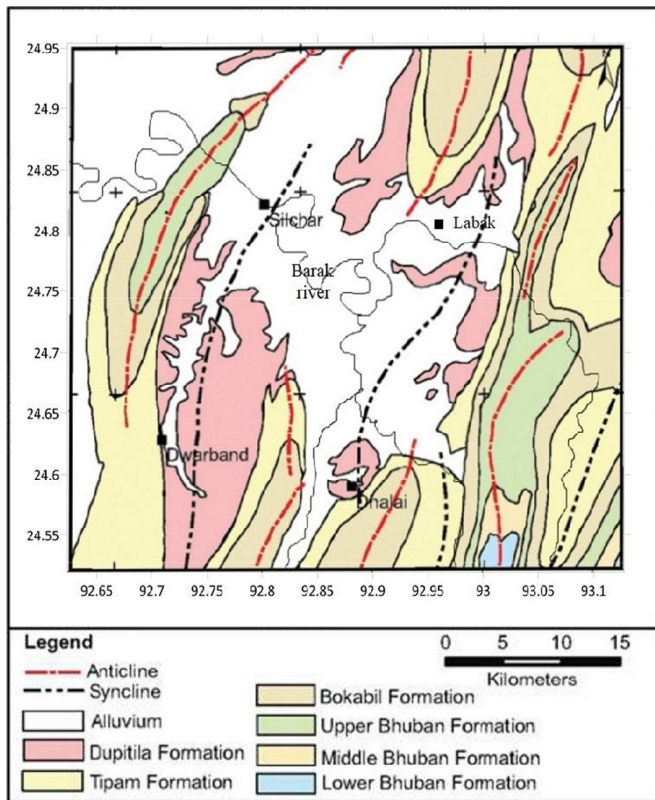 24.95
24.9
24.85
24.8
24.75
24.7
24.65
24.6
24.55
Silchar
Labak
Barak
river
Dwarband
Dhalai
92.65 92.7 92.75 92.8 92.85 92.9 92.95 93 93.05 93.1
Legend
Anticline
Syncline
Alluvium
Dupitila Formation
Tipam Formation
Bokabil Formation
Upper Bhuban Formation
Middle Bhuban Formation
Lower Bhuban Formation
0 5 10 15
Kilometers